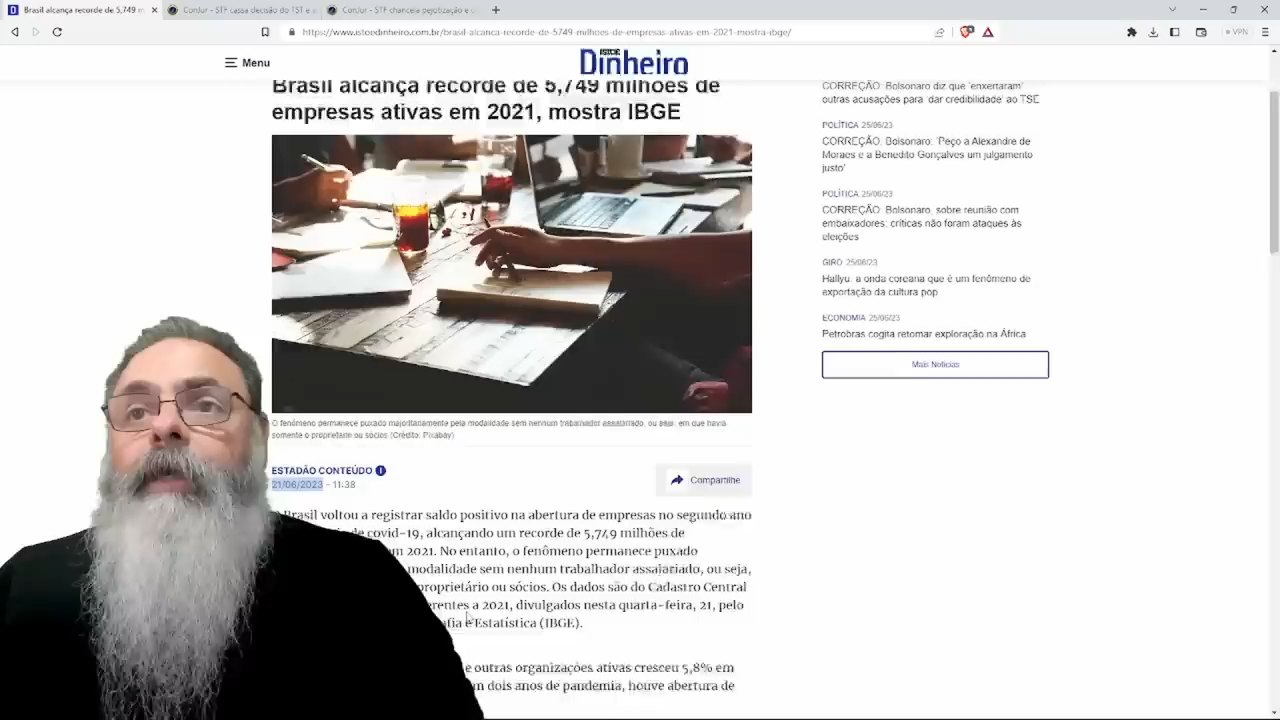 Brasil alcança recorde de 5,749 m
ConJur - STF cassa decisão do TST e
ConJur - STF chancela pejotização e
https://www.istoedinheiro.com.br/brasil-alcanca-recorde-de-5749-milhoes-de-empresas-ativas-em-2021-mostra-ibge/
VPN
Menu
ISTOÉ
Dinheiro
Brasil alcança recorde de 5,749 milhões de
empresas ativas em 2021, mostra IBGE
O fenômeno permanece puxado majoritariamente pela modalidade sem nenhum trabalhador assalariado, ou seja, em que havia
somente o proprietário ou sócios (Crédito: Pixabay)
ESTADÃO CONTEÚDO i
21/06/2023 - 11:38
Compartilhe
Brasil voltou a registrar saldo positivo na abertura de empresas no segundo ano
de covid-19, alcançando um recorde de 5,749 milhões de
em 2021. No entanto, o fenômeno permanece puxado
modalidade sem nenhum trabalhador assalariado, ou seja,
proprietário ou sócios. Os dados são do Cadastro Central
erentes a 2021, divulgados nesta quarta-feira, 21, pelo
afia e Estatística (IBGE).
e outras organizações ativas cresceu 5,8% em
m dois anos de pandemia, houve abertura de
CORREÇÃO: Bolsonaro diz que 'enxertaram'
outras acusações para 'dar credibilidade' ao TSE
POLÍTICA 25/06/23
CORREÇÃO: Bolsonaro: 'Peço a Alexandre de
Moraes e a Benedito Gonçalves um julgamento
justo'
POLÍTICA 25/06/23
CORREÇÃO: Bolsonaro, sobre reunião com
embaixadores: críticas não foram ataques às
eleições
GIRO 25/06/23
Hallyu: a onda coreana que é um fenômeno de
exportação da cultura pop
ECONOMIA 25/06/23
Petrobras cogita retomar exploração na África
Mais Notícias